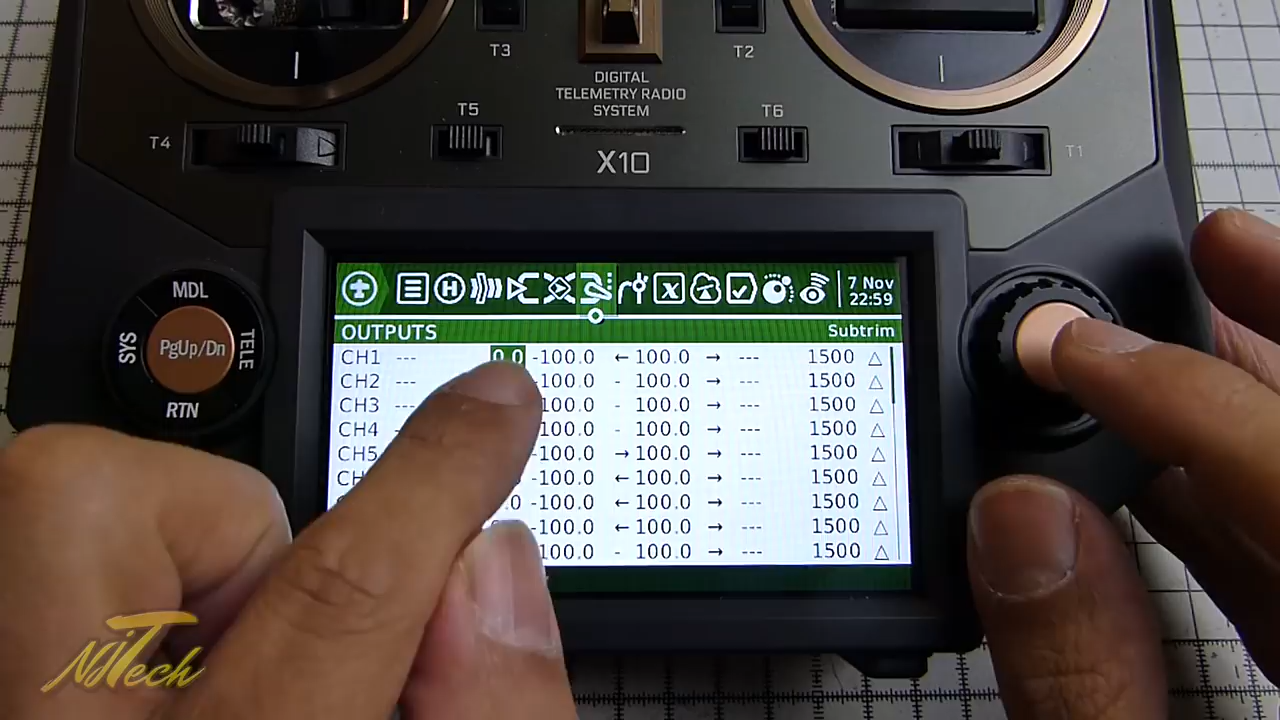 T3
T2
DIGITAL
TELEMETRY RADIO
SYSTEM
T5
T6
T4
T1
X10
MDL
SYS
PgUp/Dn
TELE
RTN
7 Nov
22:59
OUTPUTS
Subtrim
CH1 --- 0.0 -100.0 ← 100.0 → --- 1500 △
CH2 --- -100.0 - 100.0 → --- 1500 △
CH3 --- 100.0 - 100.0 → --- 1500 △
CH4 100.0 - 100.0 → --- 1500 △
CH5 -100.0 → 100.0 → --- 1500 △
-100.0 ← 100.0 → --- 1500 △
-100.0 ← 100.0 → --- 1500 △
-100.0 ← 100.0 → --- 1500 △
100.0 - 100.0 → --- 1500 △
NJTech